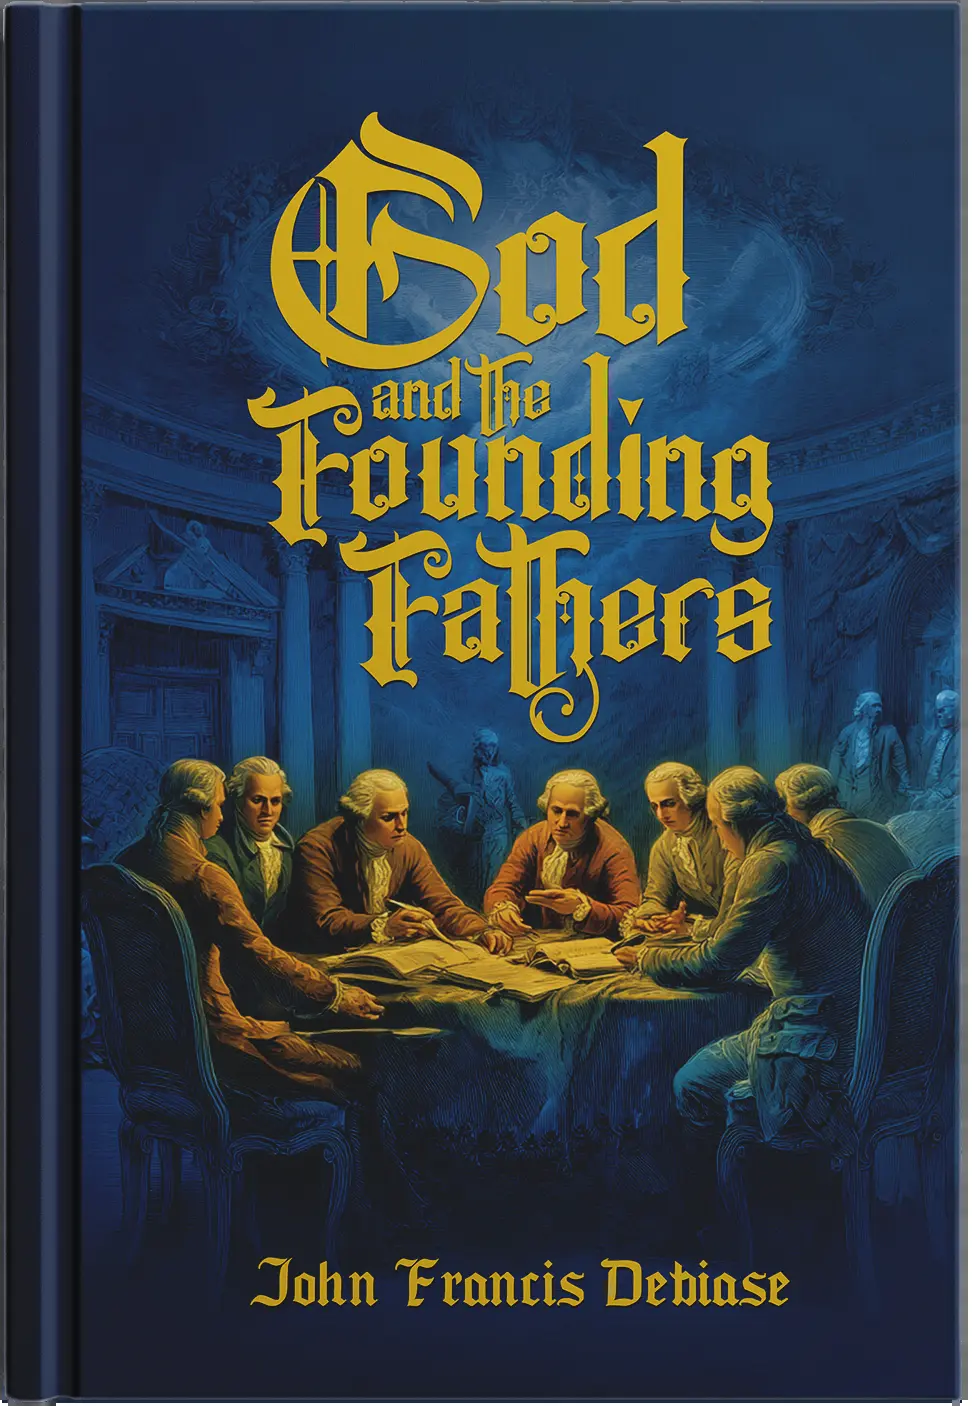 God
and the
Founding
Fathers
John Francis Debiase